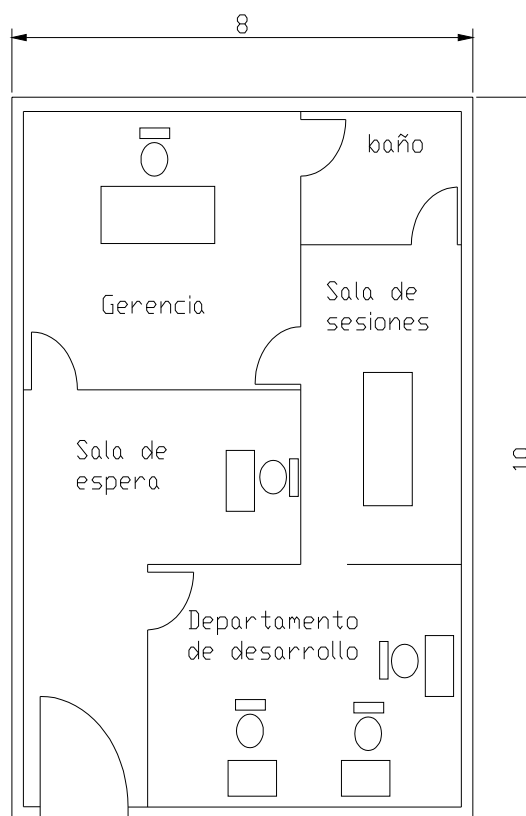 8
baño
Gerencia
Sala de
sesiones
Sala de
espera
10
Departamento
de desarrollo